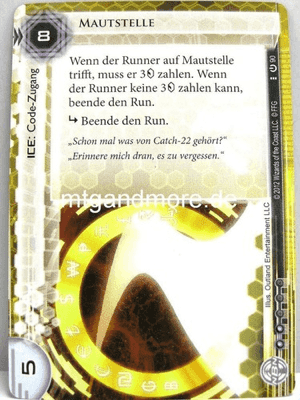 8
MAUTSTELLE
Wenn der Runner auf Mautstelle
trifft, muss er 3 zahlen. Wenn
der Runner keine 3 zahlen kann,
beende den Run.
Beende den Run.
„Schon mal was von Catch-22 gehört?“
„Erinnere mich dran, es zu vergessen.“
mtgandmore.de
ICE: Code-Zugang
5
Illus. Outland Entertainment LLC
© 2012 Wizards of the Coast LLC. © FFG
90